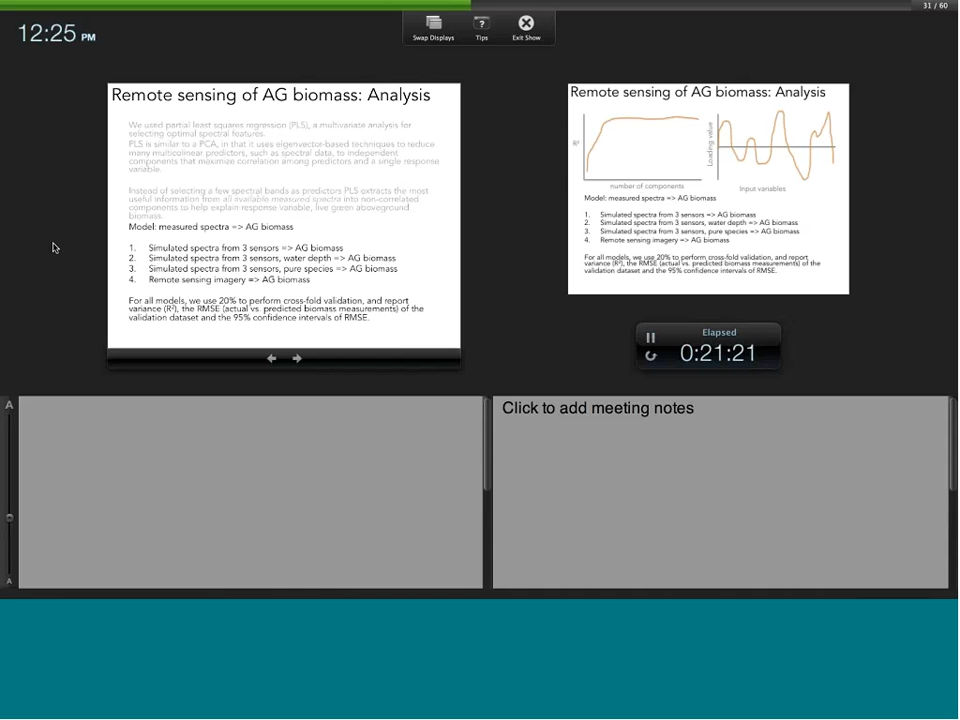 31 / 60
12:25 PM
Swap Displays
Tips
Exit Show
Remote sensing of AG biomass: Analysis
We used partial least squares regression (PLS), a multivariate analysis for
selecting optimal spectral features.
PLS is similar to a PCA, in that it uses eigenvector-based techniques to reduce
many multicolinear predictors, such as spectral data, to independent
components that maximize correlation among predictors and a single response
variable.
Instead of selecting a few spectral bands as predictors PLS extracts the most
useful information from all available measured spectra into non-correlated
components to help explain response variable, live green aboveground
biomass.
Model: measured spectra => AG biomass
1. Simulated spectra from 3 sensors => AG biomass
2. Simulated spectra from 3 sensors, water depth => AG biomass
3. Simulated spectra from 3 sensors, pure species => AG biomass
4. Remote sensing imagery => AG biomass
For all models, we use 20% to perform cross-fold validation, and report
variance (R²), the RMSE (actual vs. predicted biomass measurements) of the
validation dataset and the 95% confidence intervals of RMSE.
Remote sensing of AG biomass: Analysis
R²
number of components
Loading value
Input variables
Model: measured spectra => AG biomass
1. Simulated spectra from 3 sensors => AG biomass
2. Simulated spectra from 3 sensors, water depth => AG biomass
3. Simulated spectra from 3 sensors, pure species => AG biomass
4. Remote sensing imagery => AG biomass
For all models, we use 20% to perform cross-fold validation, and report
variance (R²), the RMSE (actual vs. predicted biomass measurements) of the
validation dataset and the 95% confidence intervals of RMSE.
Elapsed
0:21:21
A
A
Click to add meeting notes